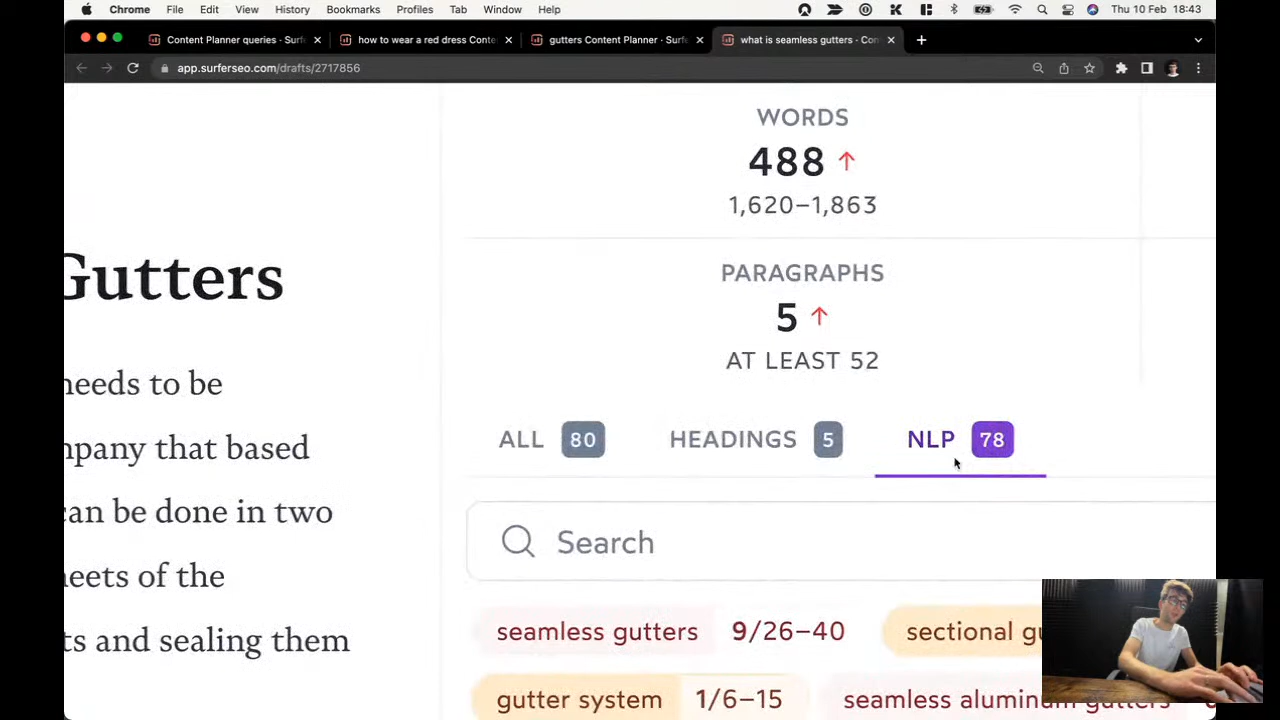 Chrome File Edit View History Bookmarks Profiles Tab Window Help Thu 10 Feb 18:43
Content Planner queries - Surf how to wear a red dress Conte gutters Content Planner - Surfe what is seamless gutters - Con
app.surferseo.com/drafts/2717856
WORDS
488 ↑
1,620–1,863
Gutters
PARAGRAPHS
5 ↑
AT LEAST 52
needs to be
ALL 80 HEADINGS 5 NLP 78
mpany that based
can be done in two
Search
heets of the
seamless gutters 9/26–40 sectional gu
ts and sealing them
gutter system 1/6–15 seamless aluminum gutters